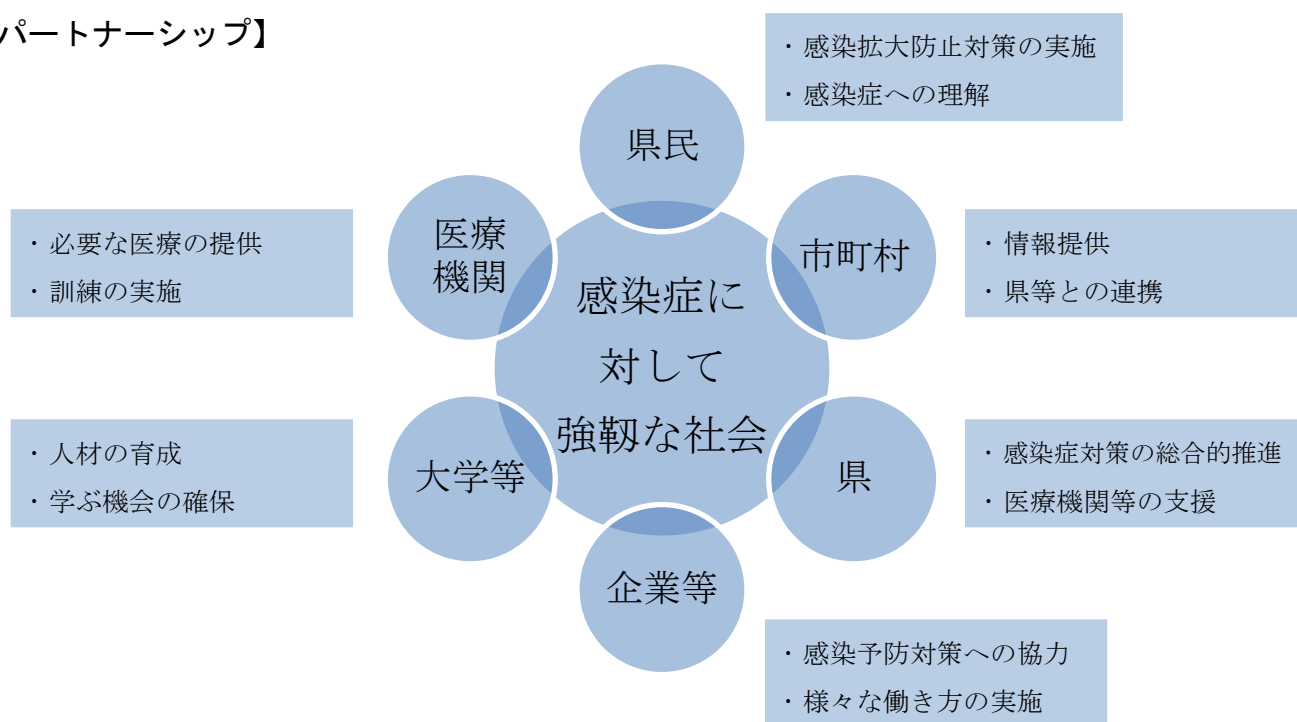 パートナーシップ】
・感染拡大防止対策の実施
・感染症への理解
県民
医療
機関
市町村
・必要な医療の提供
・訓練の実施
・情報提供
・県等との連携
感染症に
対して
強靱な社会
・人材の育成
・学ぶ機会の確保
大学等
県
・感染症対策の総合的推進
・医療機関等の支援
企業等
・感染予防対策への協力
・様々な働き方の実施